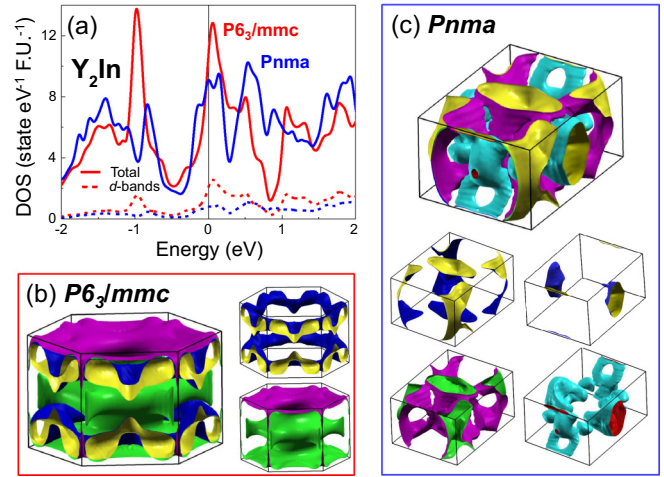 (a)
P6₃/mmc
Pnma
Y₂In
Total
d-bands
DOS (state eV⁻¹ F.U.⁻¹)
12
8
4
0
-2
-1
0
1
2
Energy (eV)
(b) P6₃/mmc
(c) Pnma